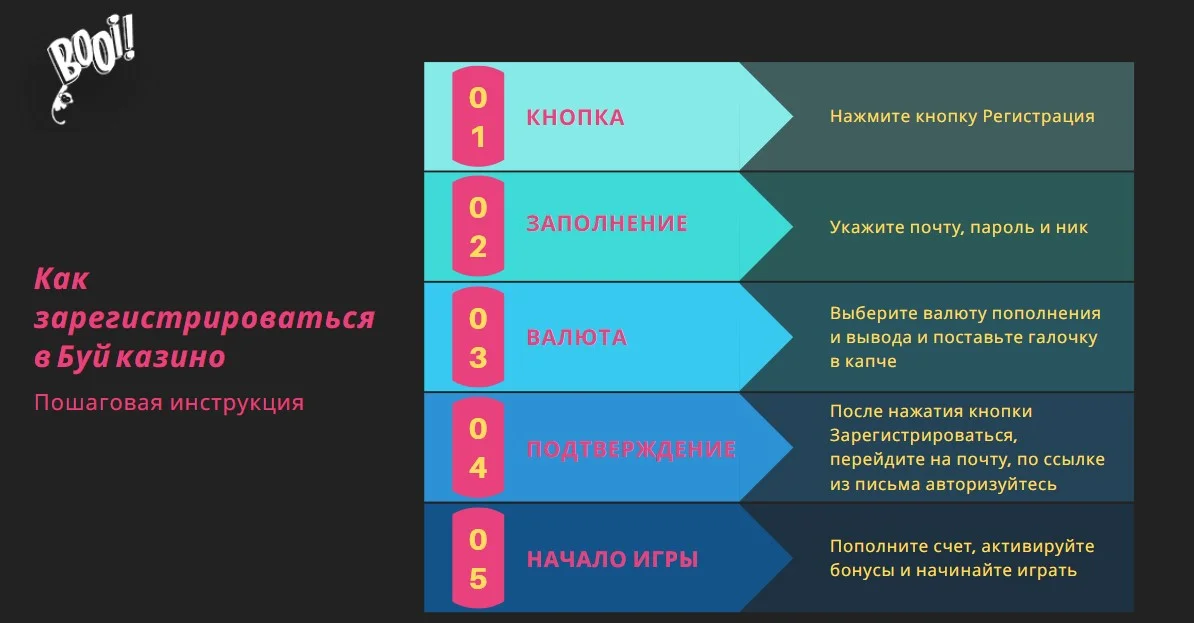 BOOi!
Как
зарегистрироваться
в Буй казино
Пошаговая инструкция
01
КНОПКА
Нажмите кнопку Регистрация
02
ЗАПОЛНЕНИЕ
Укажите почту, пароль и ник
03
ВАЛЮТА
Выберите валюту пополнения
и вывода и поставьте галочку
в капче
04
ПОДТВЕРЖДЕНИЕ
После нажатия кнопки
Зарегистрироваться,
перейдите на почту, по ссылке
из письма авторизуйтесь
05
НАЧАЛО ИГРЫ
Пополните счет, активируйте
бонусы и начинайте играть